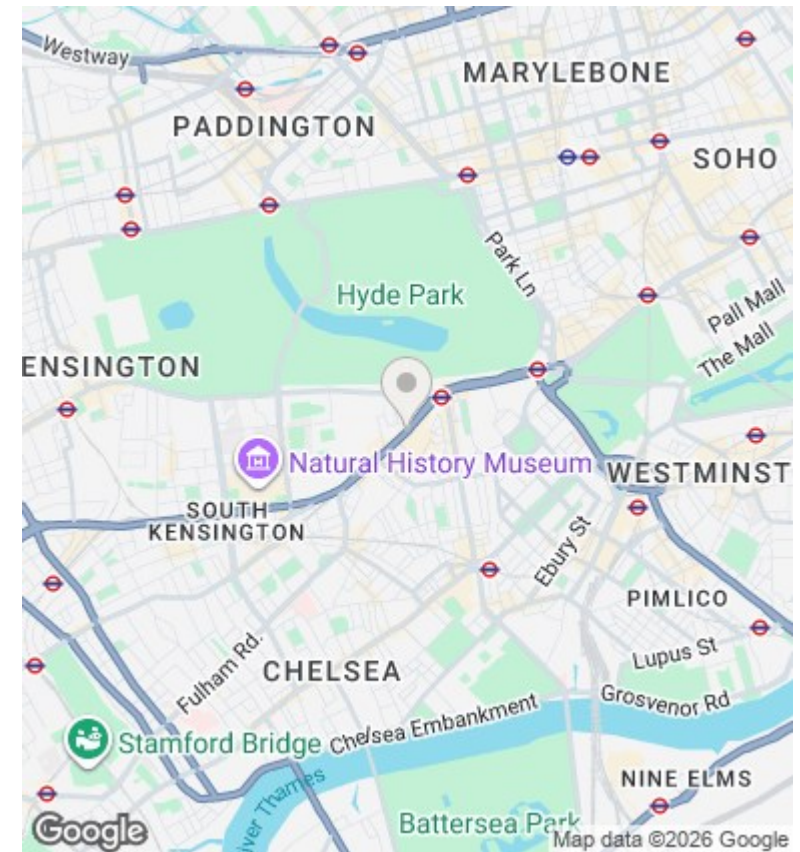 Westway
MARYLEBONE
PADDINGTON
SOHO
Park Ln
Hyde Park
Pall Mall
The Mall
ENSINGTON
Natural History Museum
WESTMINST
SOUTH
KENSINGTON
Ebury St
PIMLICO
Lupus St
Fulham Rd.
CHELSEA
Grosvenor Rd
Chelsea Embankment
Stamford Bridge
NINE ELMS
iver Thames
Battersea Park
Google
Map data ©2026 Google